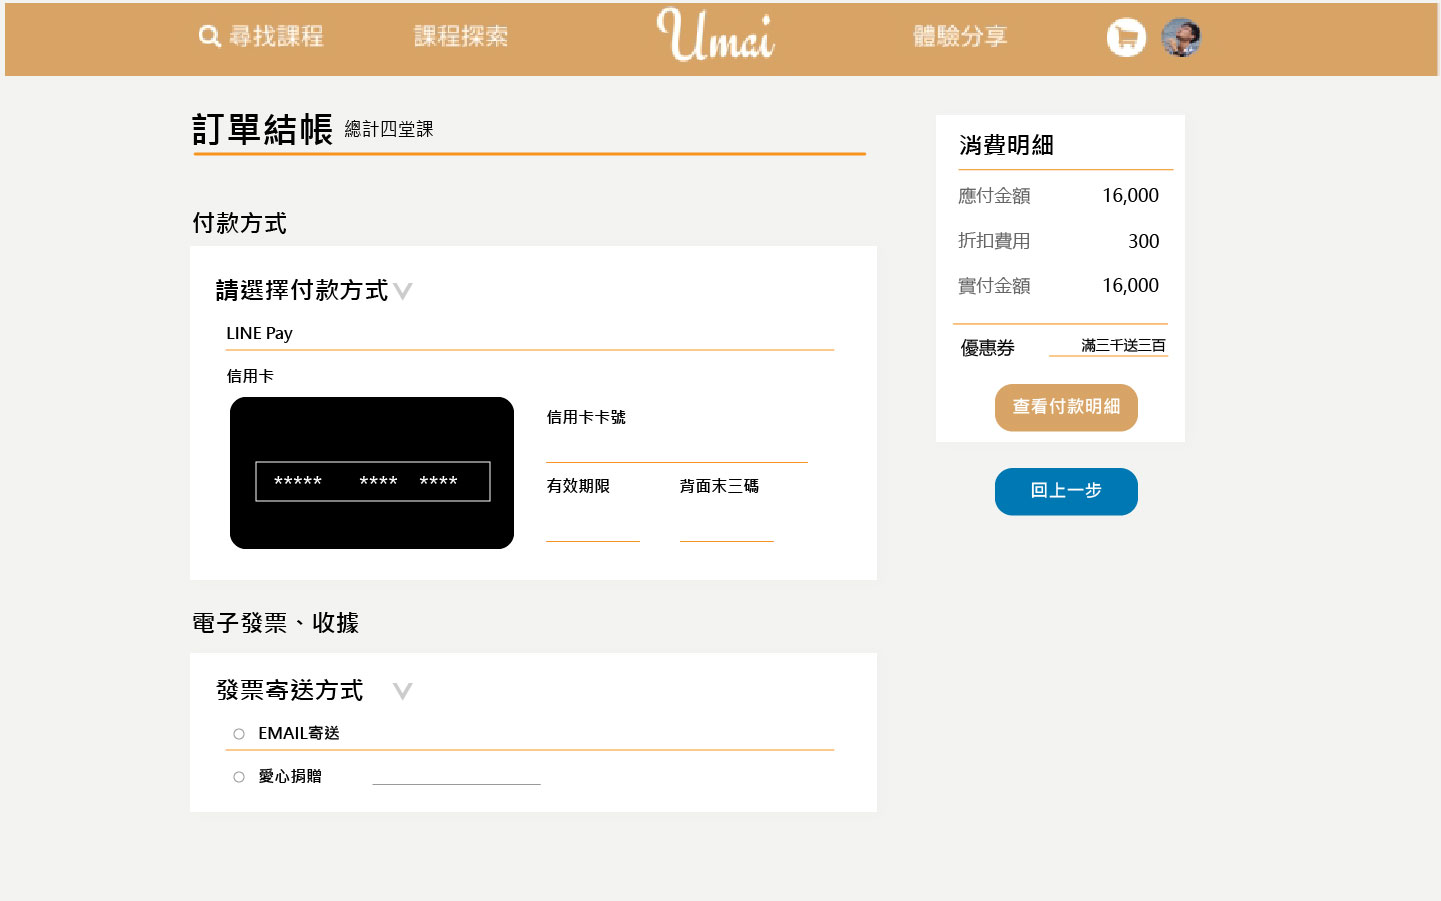 尋找課程
課程探索
Umai
體驗分享
訂單結帳 總計四堂課
付款方式
請選擇付款方式
LINE Pay
信用卡
***** **** ****
信用卡卡號
有效期限 背面末三碼
電子發票、收據
發票寄送方式
EMAIL寄送
愛心捐贈
消費明細
應付金額 16,000
折扣費用 300
實付金額 16,000
優惠券 滿三千送三百
查看付款明細
回上一步